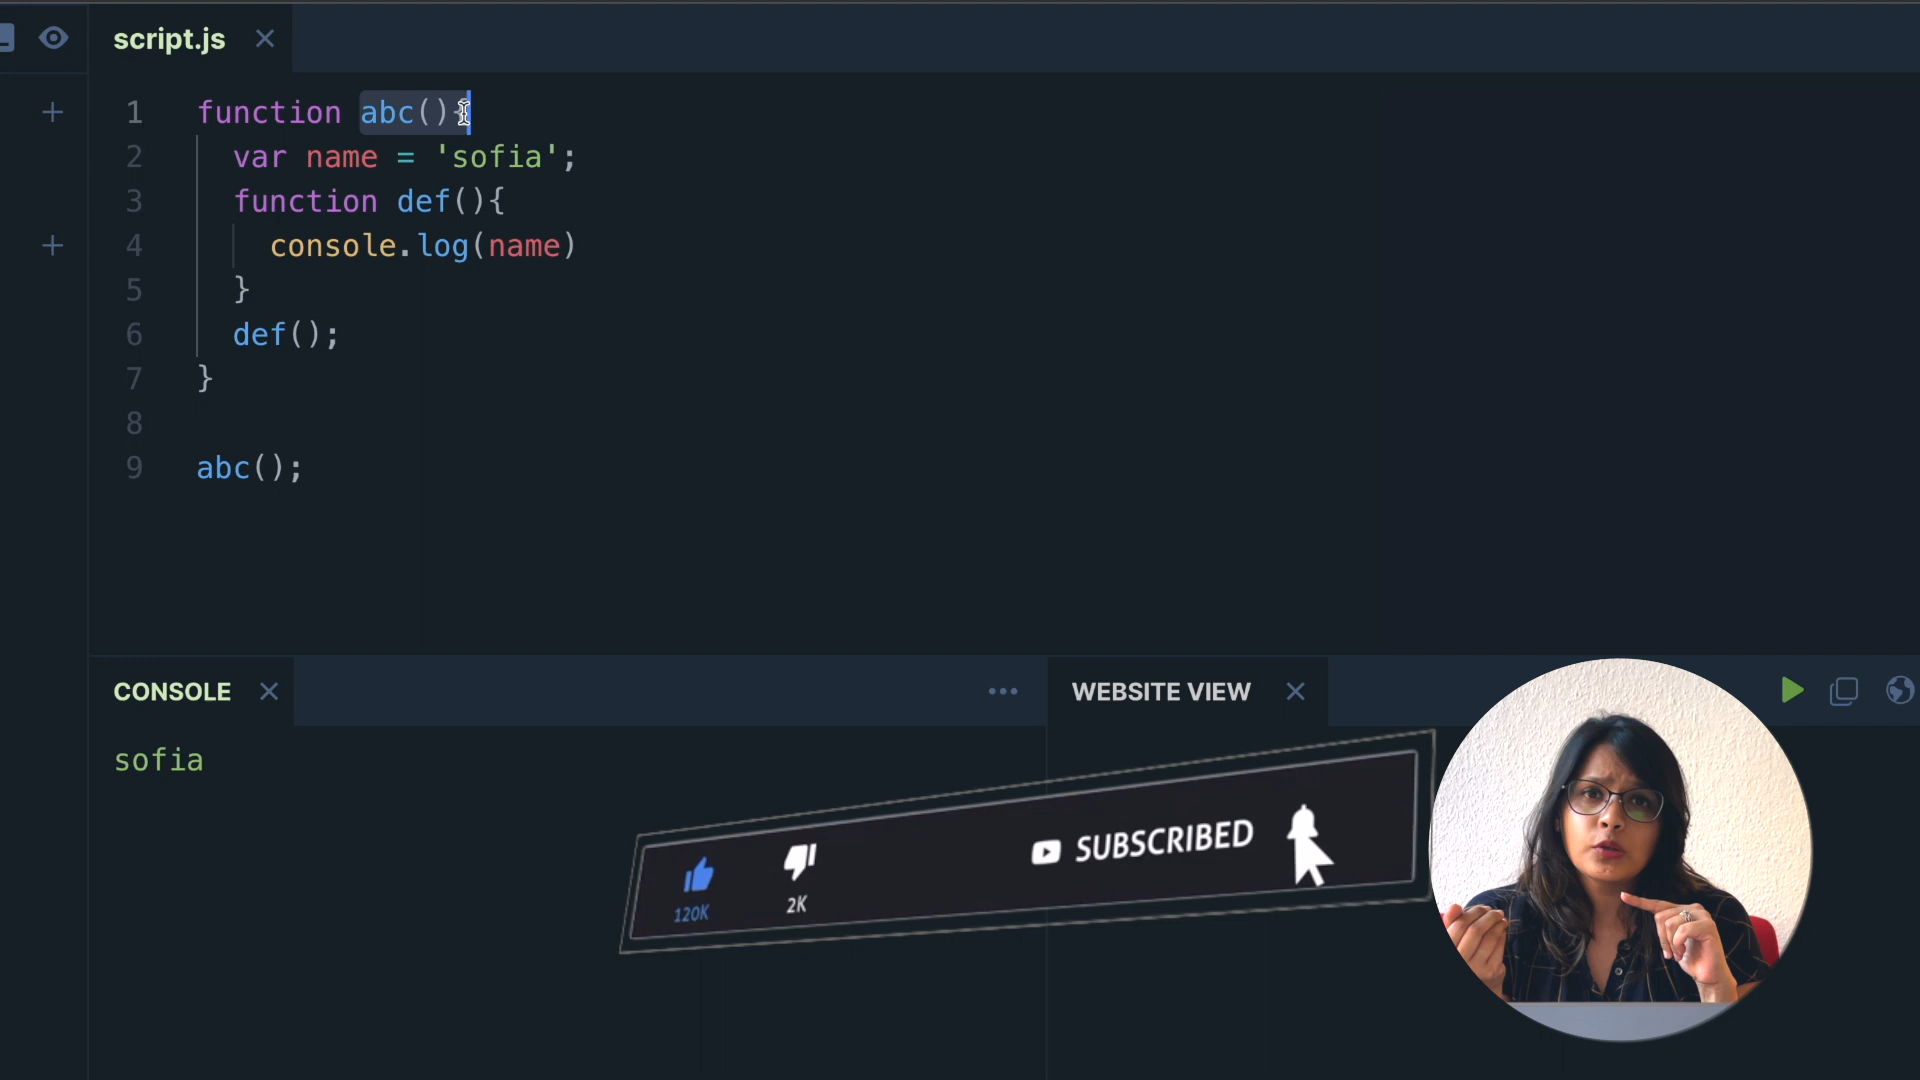 script.js
1 function abc(){
2 var name = 'sofia';
3 function def(){
4 console.log(name)
5 }
6 def();
7 }
8
9 abc();
CONSOLE
WEBSITE VIEW
sofia
120K
2K
SUBSCRIBED